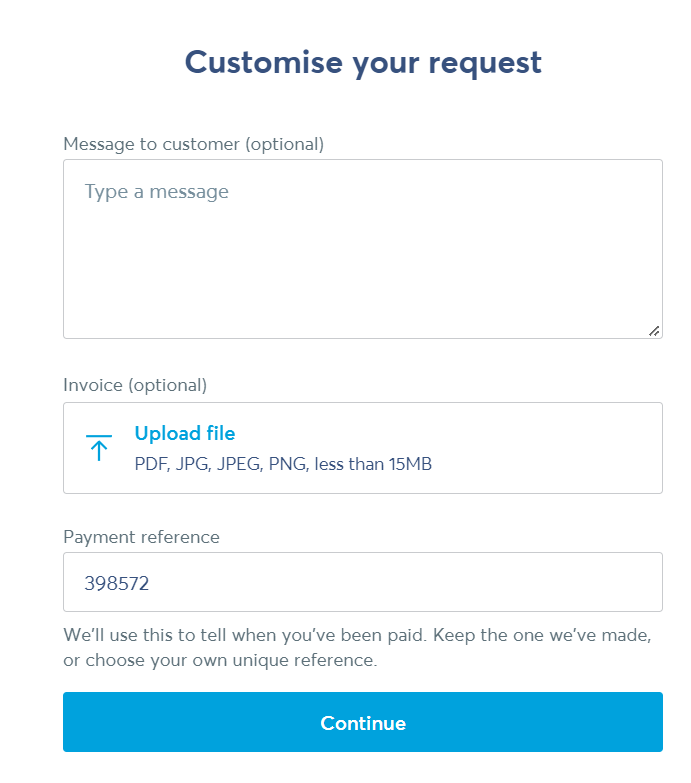 Customise your request
Message to customer (optional)
Type a message
Invoice (optional)
Upload file
PDF, JPG, JPEG, PNG, less than 15MB
Payment reference
398572
We'll use this to tell when you've been paid. Keep the one we've made,
or choose your own unique reference.
Continue